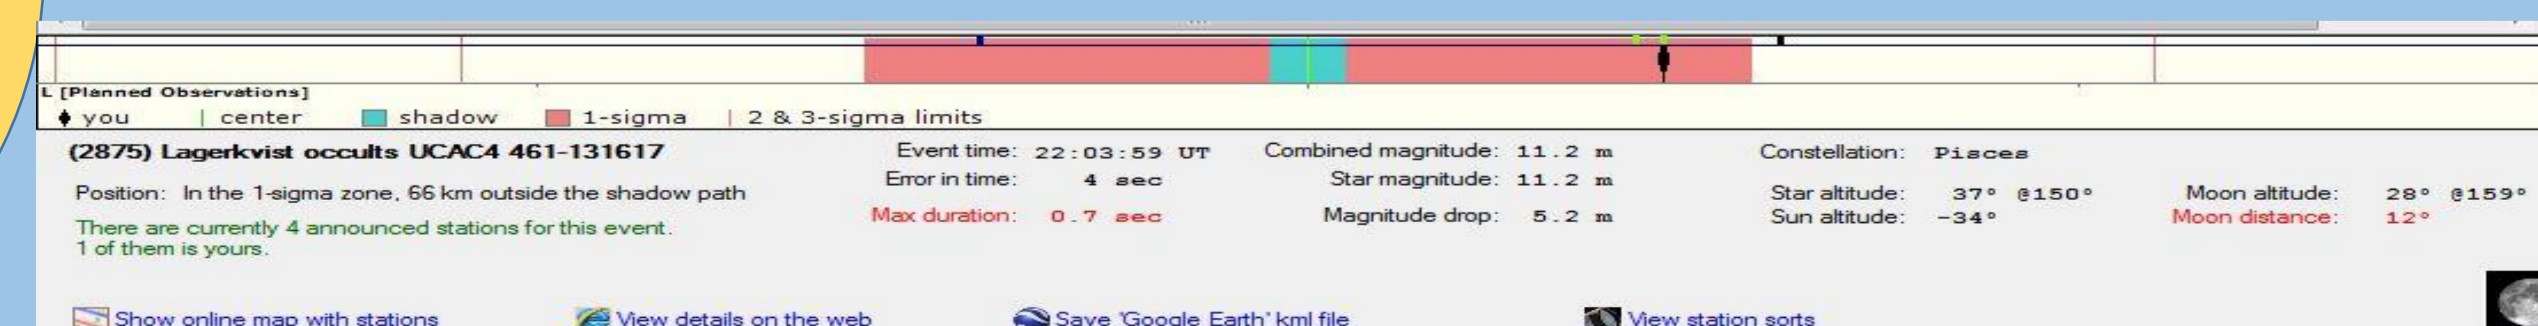 L [Planned Observations]
you center shadow 1-sigma 2 & 3-sigma limits
(2875) Lagerkvist occults UCAC4 461-131617
Position: In the 1-sigma zone, 66 km outside the shadow path
There are currently 4 announced stations for this event.
1 of them is yours.
Event time: 22:03:59 UT
Error in time: 4 sec
Max duration: 0.7 sec
Combined magnitude: 11.2 m
Star magnitude: 11.2 m
Magnitude drop: 5.2 m
Constellation: Pisces
Star altitude: 37° @150°
Sun altitude: -34°
Moon altitude: 28° @159°
Moon distance: 12°
Show online map with stations
View details on the web
Save 'Google Earth' kml file
View station sorts